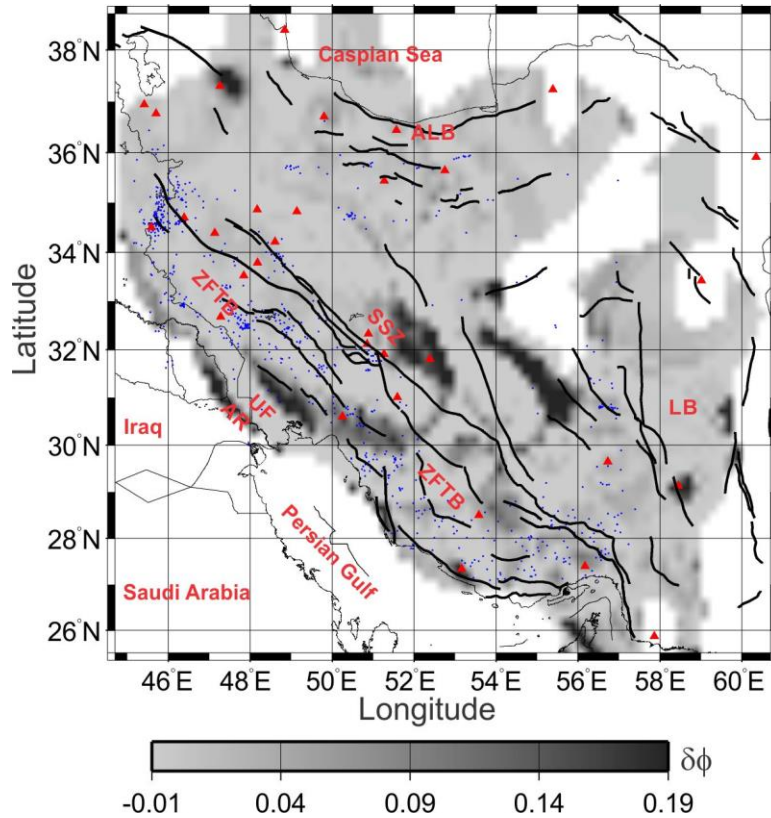 38°N
36°N
34°N
32°N
30°N
28°N
26°N
Latitude
Caspian Sea
ALB
ZFTB
SSZ
AR
UF
LB
Iraq
ZFTB
Persian Gulf
Saudi Arabia
46°E 48°E 50°E 52°E 54°E 56°E 58°E 60°E
Longitude
δϕ
-0.01 0.04 0.09 0.14 0.19